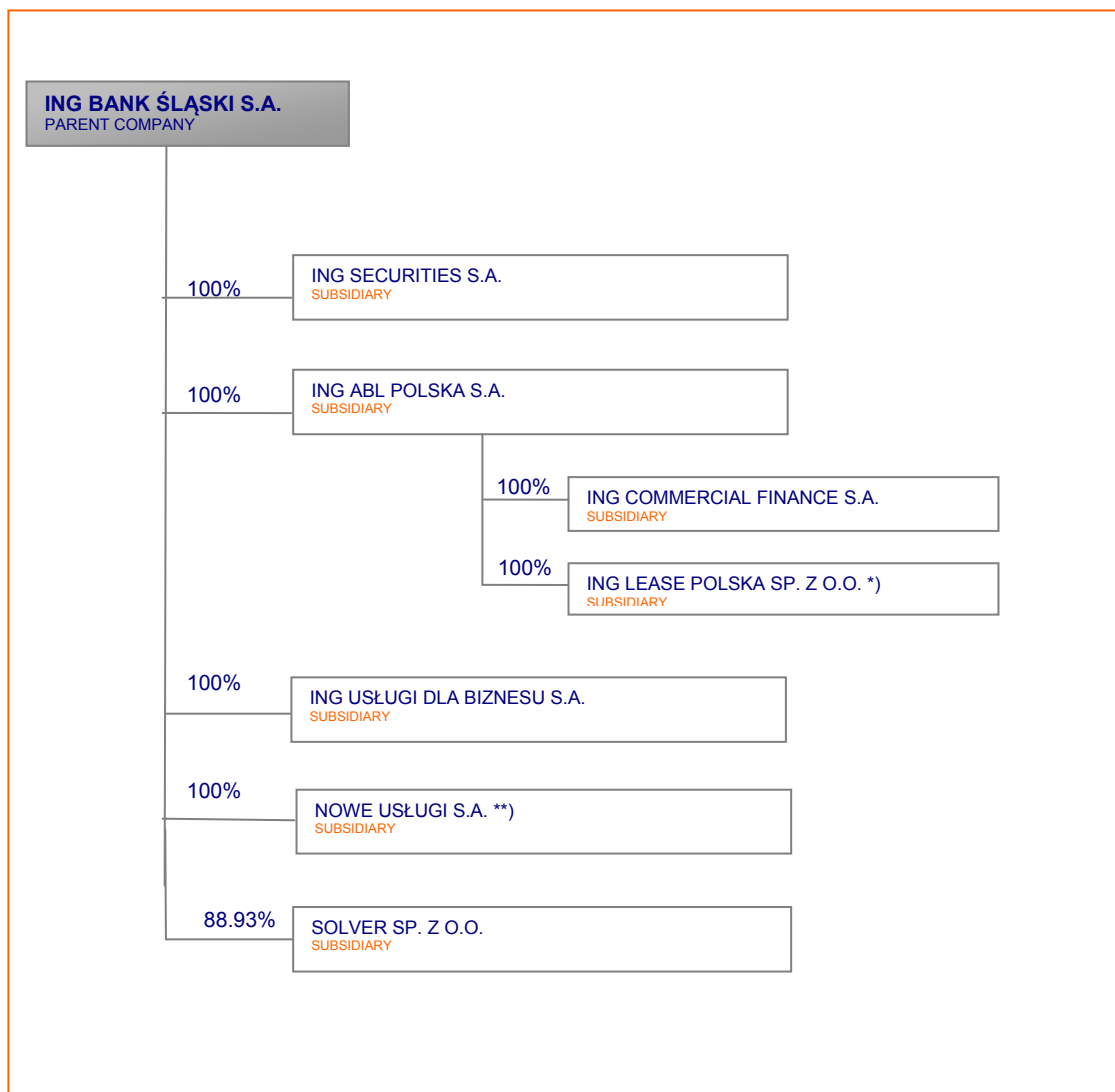 ING BANK ŚLĄSKI S.A.
PARENT COMPANY
100%
ING SECURITIES S.A.
SUBSIDIARY
100%
ING ABL POLSKA S.A.
SUBSIDIARY
100%
ING COMMERCIAL FINANCE S.A.
SUBSIDIARY
100%
ING LEASE POLSKA SP. Z O.O. *)
SUBSIDIARY
100%
ING USŁUGI DLA BIZNESU S.A.
SUBSIDIARY
100%
NOWE USŁUGI S.A. **)
SUBSIDIARY
88.93%
SOLVER SP. Z O.O.
SUBSIDIARY